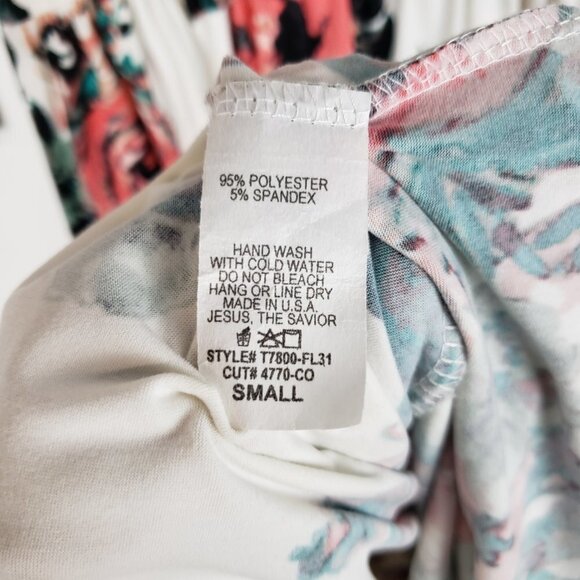 95% POLYESTER
5% SPANDEX
HAND WASH
WITH COLD WATER
DO NOT BLEACH
HANG OR LINE DRY
MADE IN U.S.A.
JESUS, THE SAVIOR
STYLE# T7800-FL31
CUT# 4770-CO
SMALL